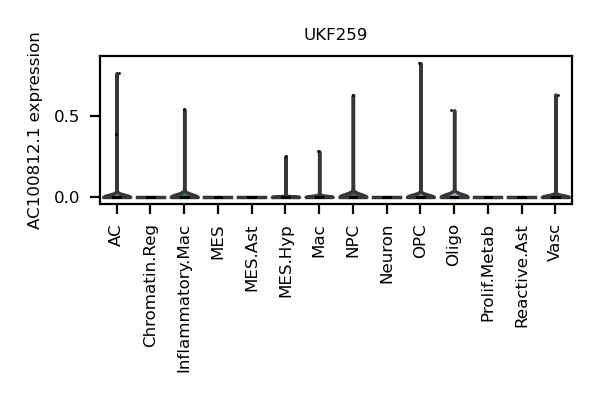 UKF259
AC100812.1 expression
0.5
0.0
AC
Chromatin.Reg
Inflammatory.Mac
MES
MES.Ast
MES.Hyp
Mac
NPC
Neuron
OPC
Oligo
Prolif.Metab
Reactive.Ast
Vasc